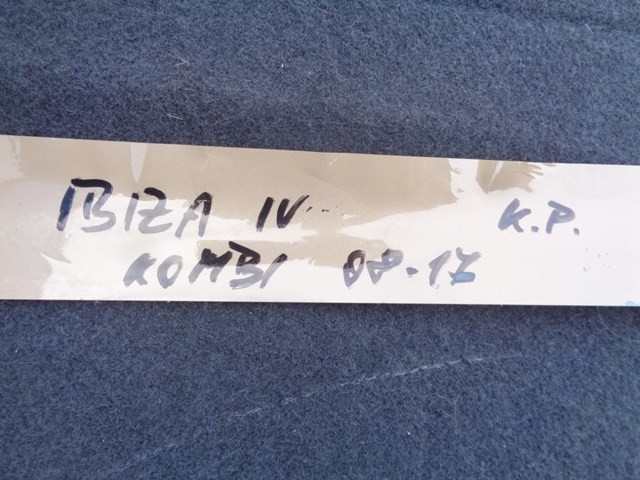 IBIZA IV K.P.
KOMBI 08-17